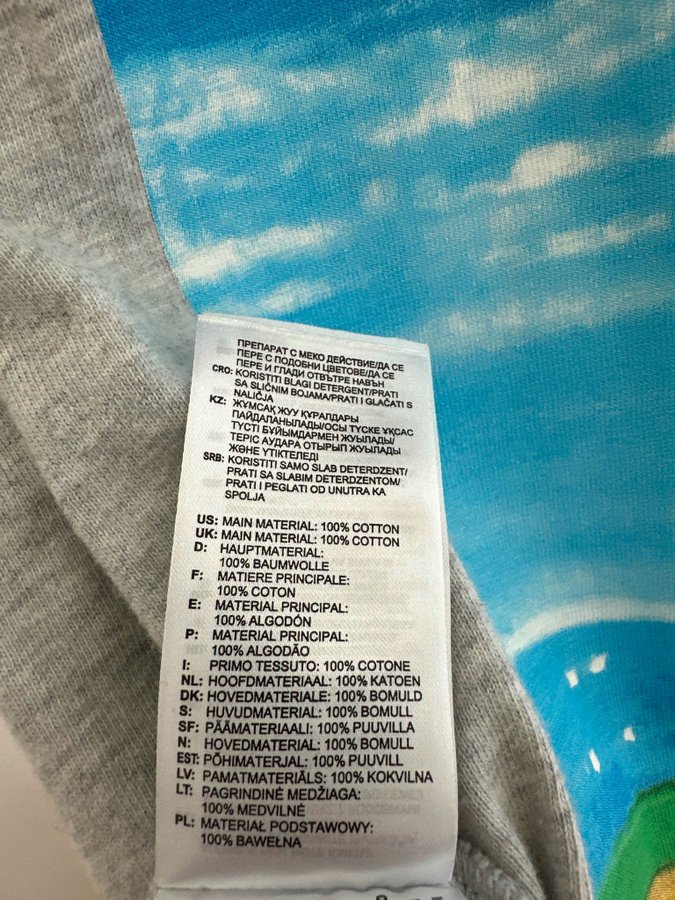 ПРЕПАРАТ С МЕКО ДЕЙСТВИЕ/ДА СЕ
ПЕРЕ С ПОДОБНИ ЦВЕТОВЕ/ДА СЕ
ПЕРЕ И ГЛАДИ ОТВЪТРЕ НАВЪН
CRO: KORISTITI BLAGI DETERGENT/PRATI
SA SLIČNIM BOJAMA/PRATI I GLAČATI S
NALIČJA
KZ: ЖҰМСАҚ ЖУУ ҚҰРАЛДАРЫ
ПАЙДАЛАНЫЛАДЫ/ОСЫ ТҮСКЕ ҰҚСАС
ТҮСТІ БҰЙЫМДАРМЕН ЖУЫЛАДЫ/
ТЕРІС АУДАРА ОТЫРЫП ЖУЫЛАДЫ
ЖӘНЕ ҮТІКТЕЛЕДІ
SRB: KORISTITI SAMO SLAB DETERDZENT/
PRATI SA SLABIM DETERDZENTOM/
PRATI I PEGLATI OD UNUTRA KA
SPOLJA
US: MAIN MATERIAL: 100% COTTON
UK: MAIN MATERIAL: 100% COTTON
D: HAUPTMATERIAL:
100% BAUMWOLLE
F: MATIERE PRINCIPALE:
100% COTON
E: MATERIAL PRINCIPAL:
100% ALGODÓN
P: MATERIAL PRINCIPAL:
100% ALGODÃO
I: PRIMO TESSUTO: 100% COTONE
NL: HOOFDMATERIAAL: 100% KATOEN
DK: HOVEDMATERIALE: 100% BOMULD
S: HUVUDMATERIAL: 100% BOMULL
SF: PÄÄMATERIAALI: 100% PUUVILLA
N: HOVEDMATERIAL: 100% BOMULL
EST: PÕHIMATERJAL: 100% PUUVILL
LV: PAMATMATERIĀLS: 100% KOKVILNA
LT: PAGRINDINĖ MEDŽIAGA:
100% MEDVILNĖ
PL: MATERIAŁ PODSTAWOWY:
100% BAWEŁNA